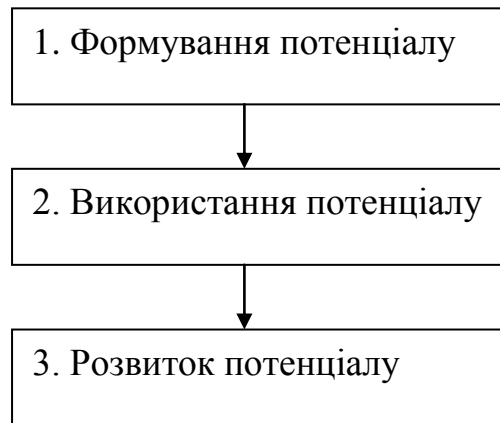 1. Формування потенціалу
2. Використання потенціалу
3. Розвиток потенціалу